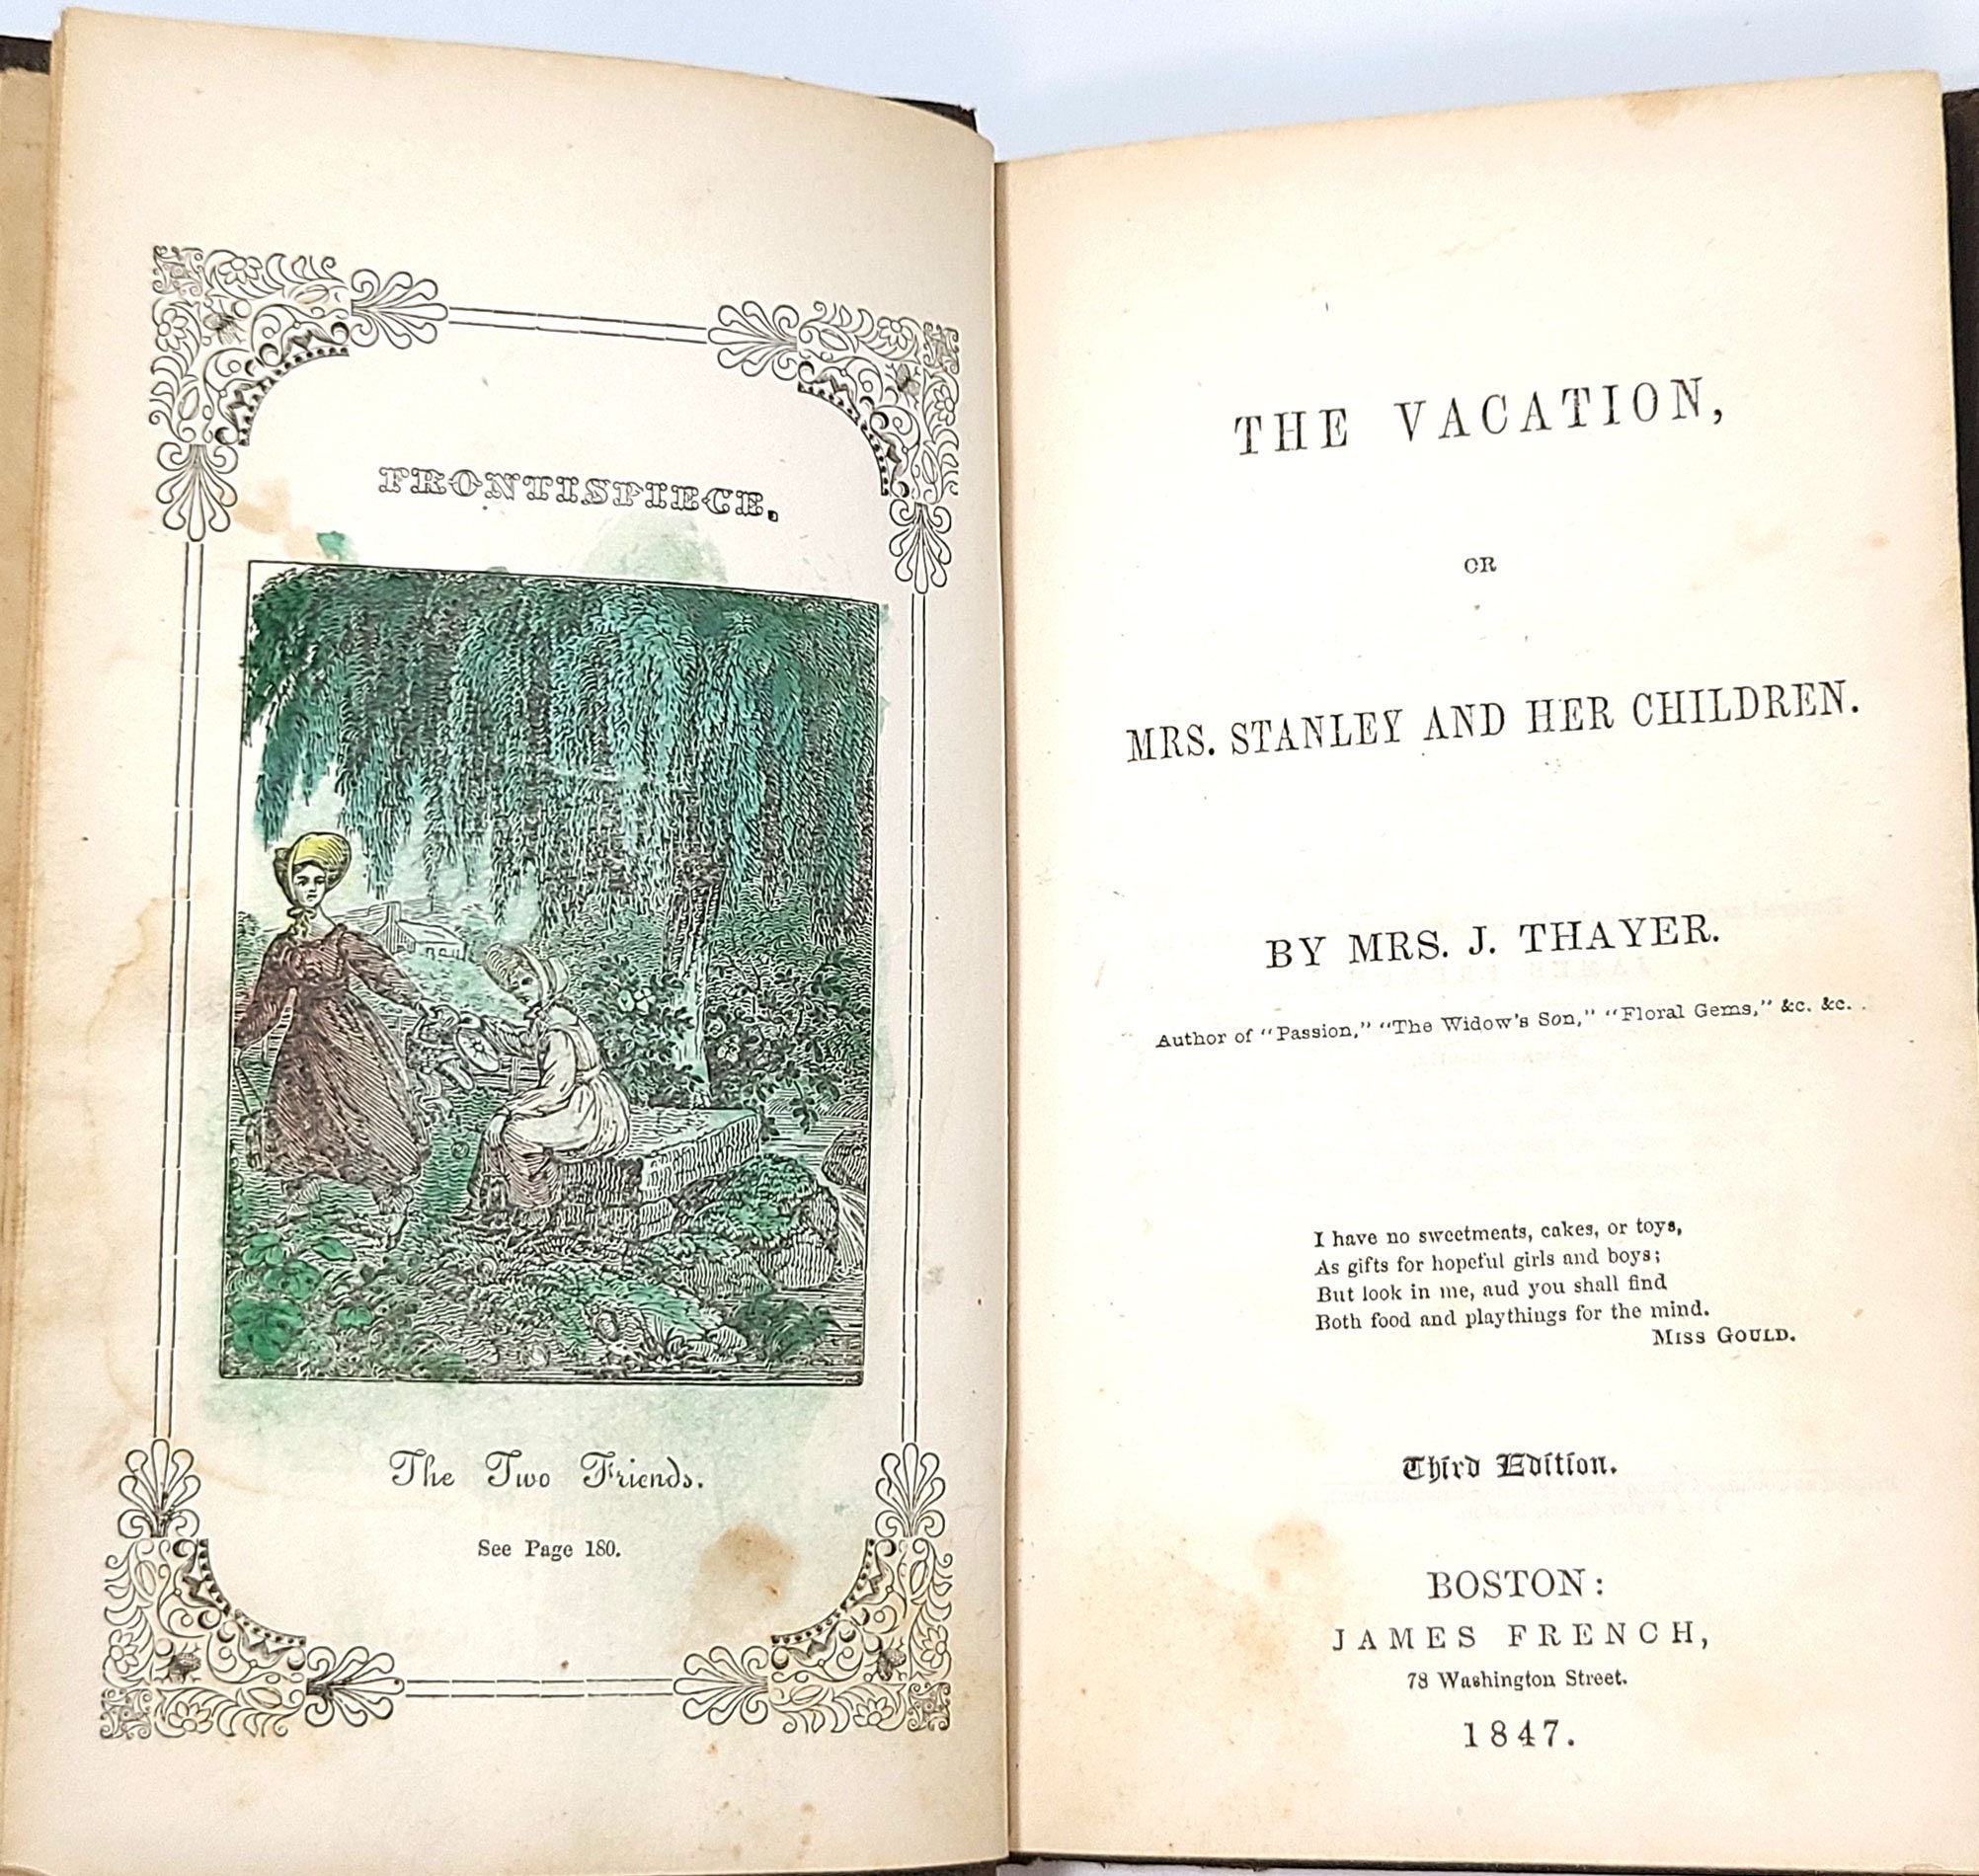 FRONTISPIECE.
The Two Friends.
See Page 180.
THE VACATION,
OR
MRS. STANLEY AND HER CHILDREN.
BY MRS. J. THAYER.
Author of "Passion," "The Widow's Son," "Floral Gems," &c. &c.
I have no sweetments, cakes, or toys,
As gifts for hopeful girls and boys;
But look in me, aud you shall find
Both food and playthings for the mind.
MISS GOULD.
Third Edition.
BOSTON:
JAMES FRENCH,
78 Washington Street.
1847.